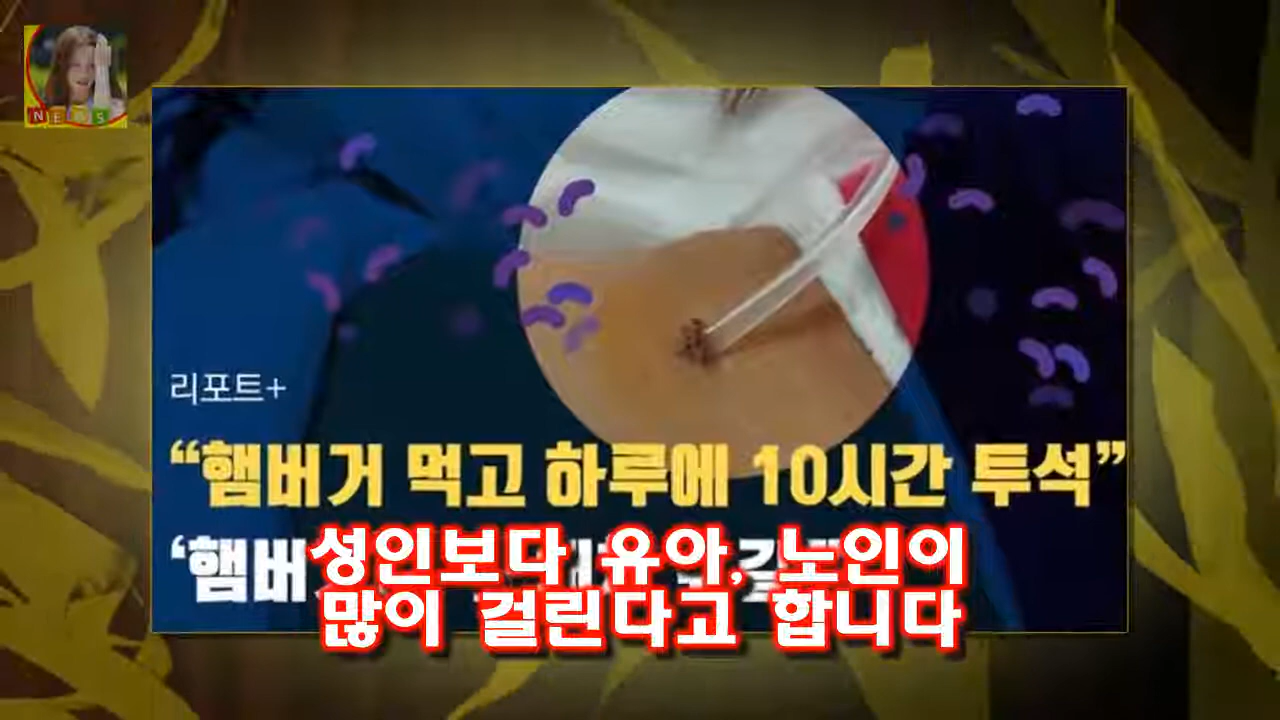 NEWS
리포트+
“햄버거 먹고 하루에 10시간 투석”
‘햄버
성인보다 유아, 노인이
많이 걸린다고 합니다